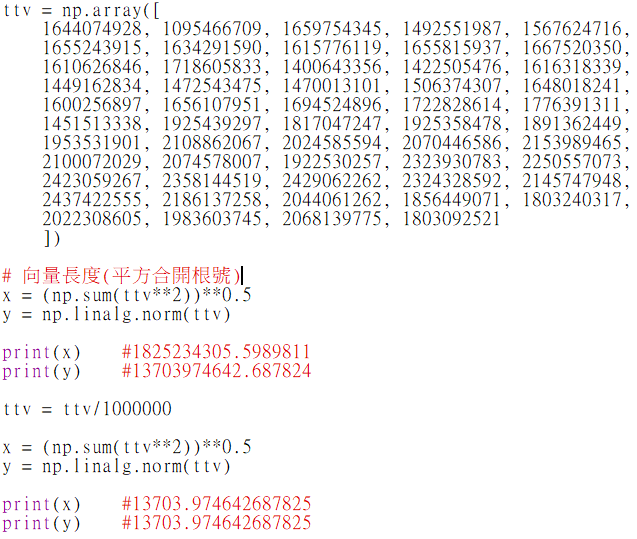 ttv = np.array([
    1644074928, 1095466709, 1659754345, 1492551987, 1567624716,
    1655243915, 1634291590, 1615776119, 1655815937, 1667520350,
    1610626846, 1718605833, 1400643356, 1422505476, 1616318339,
    1449162834, 1472543475, 1470013101, 1506374307, 1648018241,
    1600256897, 1656107951, 1694524896, 1722828614, 1776391311,
    1451513338, 1925439297, 1817047247, 1925358478, 1891362449,
    1953531901, 2108862067, 2024585594, 2070446586, 2153989465,
    2100072029, 2074578007, 1922530257, 2323930783, 2250557073,
    2423059267, 2358144519, 2429062262, 2324328592, 2145747948,
    2437422555, 2186137258, 2044061262, 1856449071, 1803240317,
    2022308605, 1983603745, 2068139775, 1803092521
    ])
# 向量長度(平方合開根號)
x = (np.sum(ttv**2))**0.5
y = np.linalg.norm(ttv)
print(x)    #1825234305.5989811
print(y)    #13703974642.687824
ttv = ttv/1000000
x = (np.sum(ttv**2))**0.5
y = np.linalg.norm(ttv)
print(x)    #13703.974642687825
print(y)    #13703.974642687825